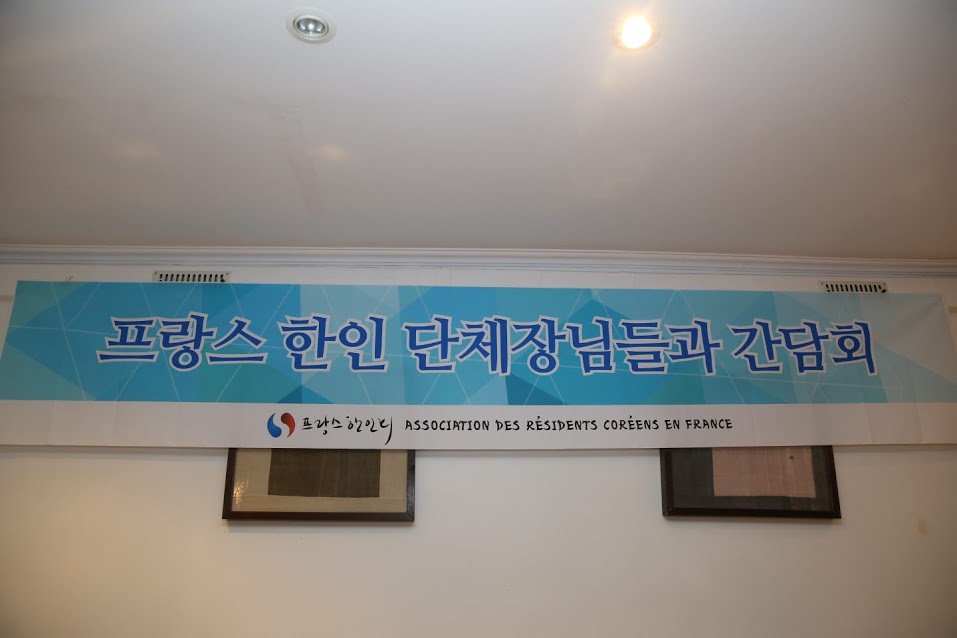 프랑스 한인 단체장님들과 간담회
프랑스한인회 ASSOCIATION DES RÉSIDENTS CORÉENS EN FRANCE